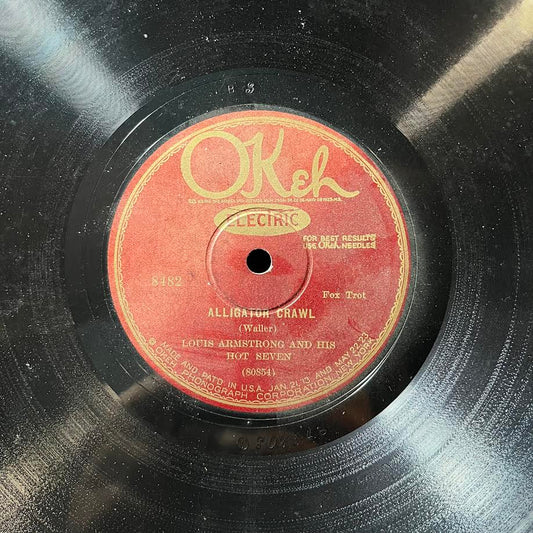 OKeh
ELECTRIC
FOR BEST RESULTS
USE OKeh NEEDLES
8482
Fox Trot
ALLIGATOR CRAWL
(Waller)
LOUIS ARMSTRONG AND HIS
HOT SEVEN
(80854)
MADE AND PAT'D IN U.S.A. JAN. 21, 13 AND MAY 22, 23
OKEH PHONOGRAPH CORPORATION, NEW YORK